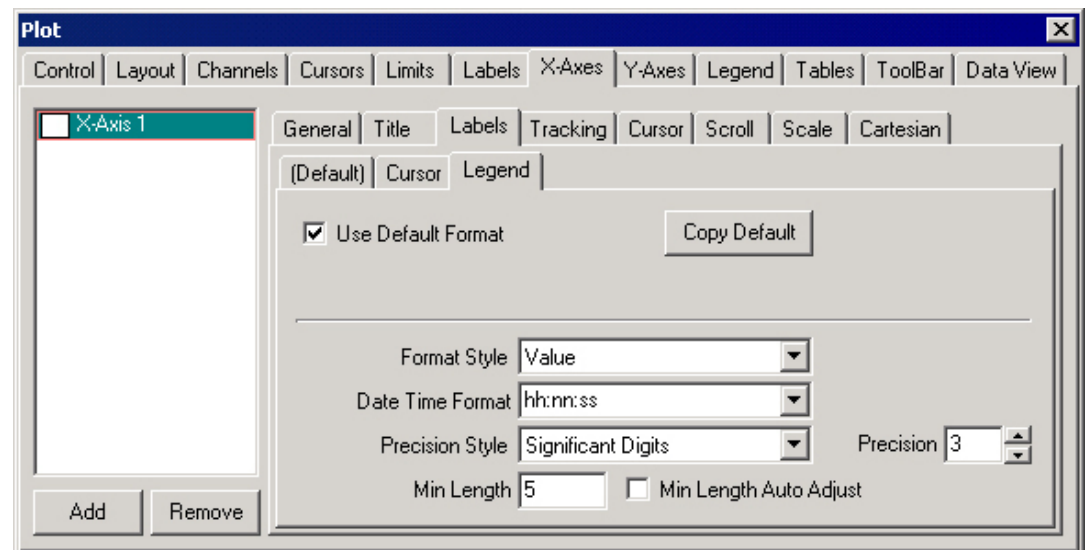 Plot
Control Layout Channels Cursors Limits Labels X-Axes Y-Axes Legend Tables ToolBar Data View
X-Axis 1
General Title Labels Tracking Cursor Scroll Scale Cartesian
(Default) Cursor Legend
Use Default Format Copy Default
Format Style Value
Date Time Format hh:nn:ss
Precision Style Significant Digits Precision 3
Min Length 5 Min Length Auto Adjust
Add Remove